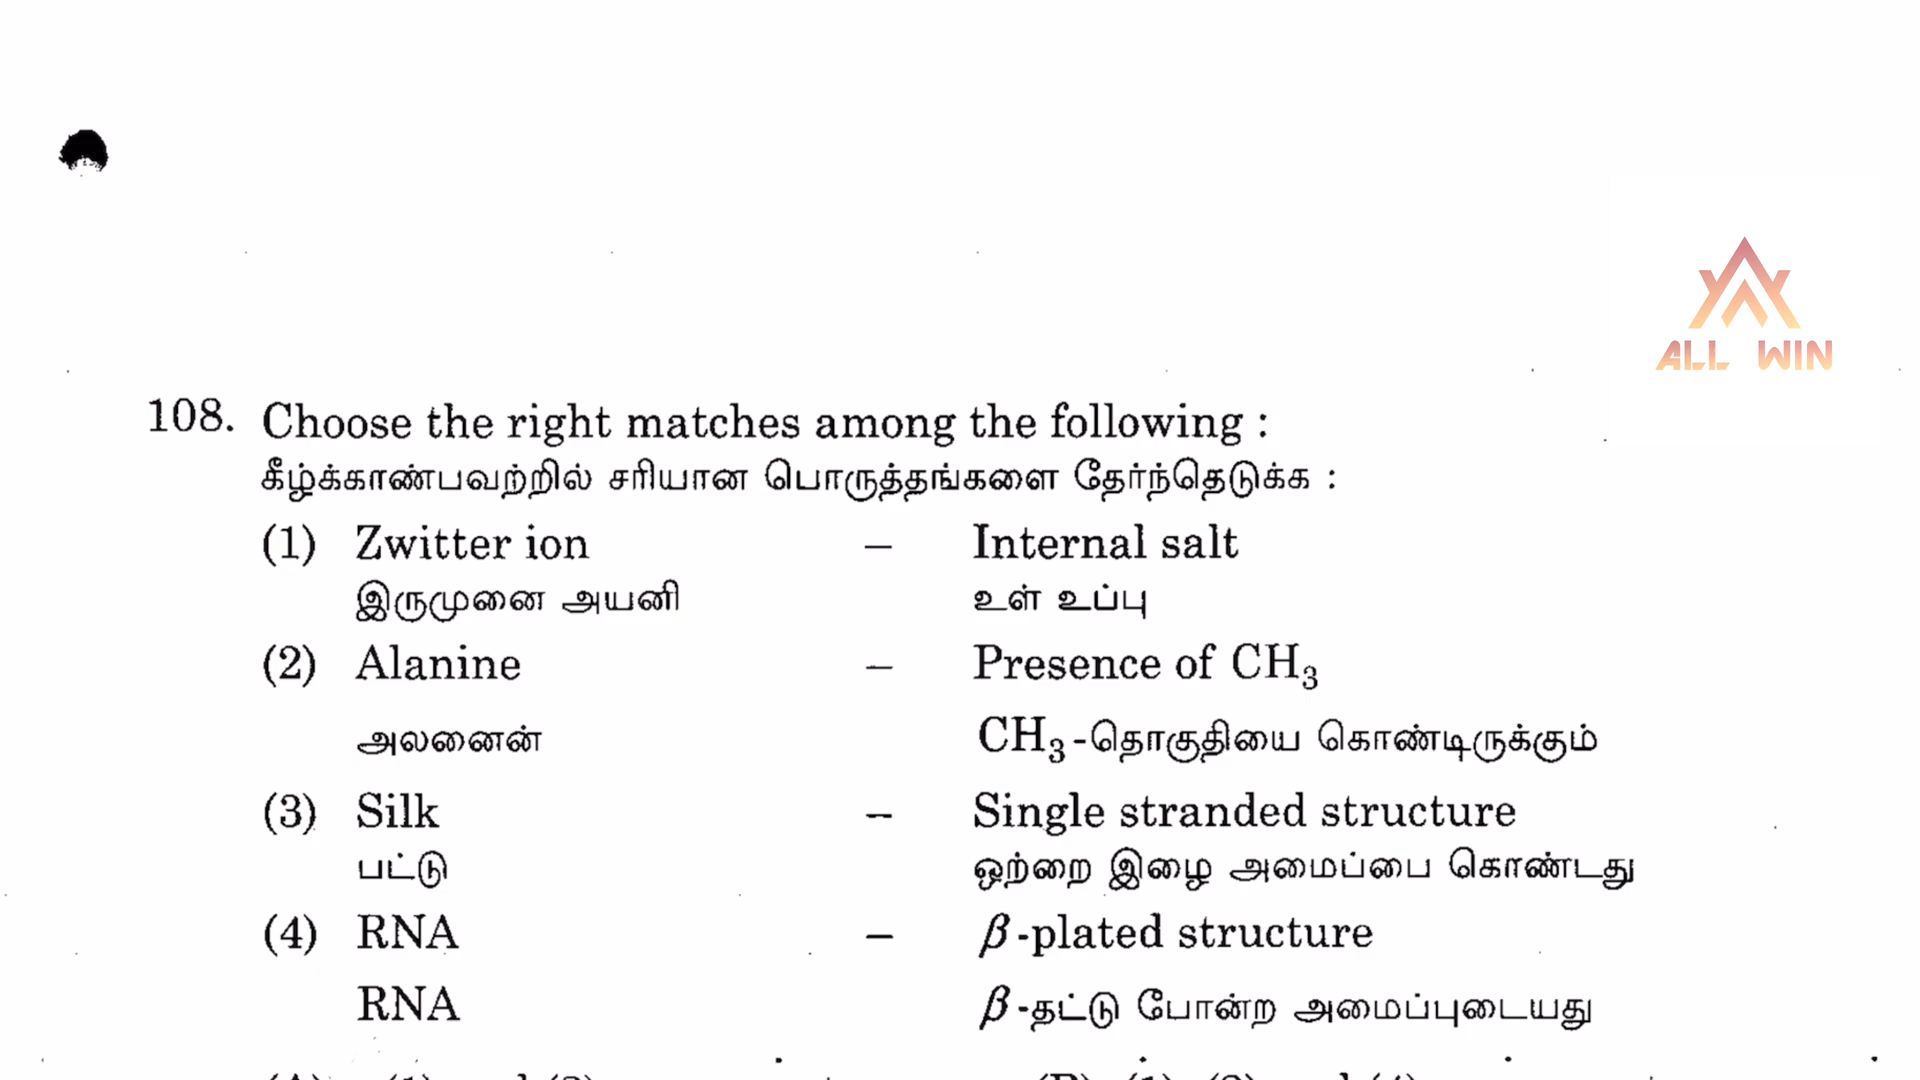 ALL WIN
108. Choose the right matches among the following :
கீழ்க்காண்பவற்றில் சரியான பொருத்தங்களை தேர்ந்தெடுக்க :
(1) Zwitter ion – Internal salt
இருமுனை அயனி உள் உப்பு
(2) Alanine – Presence of CH₃
அலனைன் CH₃-தொகுதியை கொண்டிருக்கும்
(3) Silk – Single stranded structure
பட்டு ஒற்றை இழை அமைப்பை கொண்டது
(4) RNA – β-plated structure
RNA β-தட்டு போன்ற அமைப்புடையது